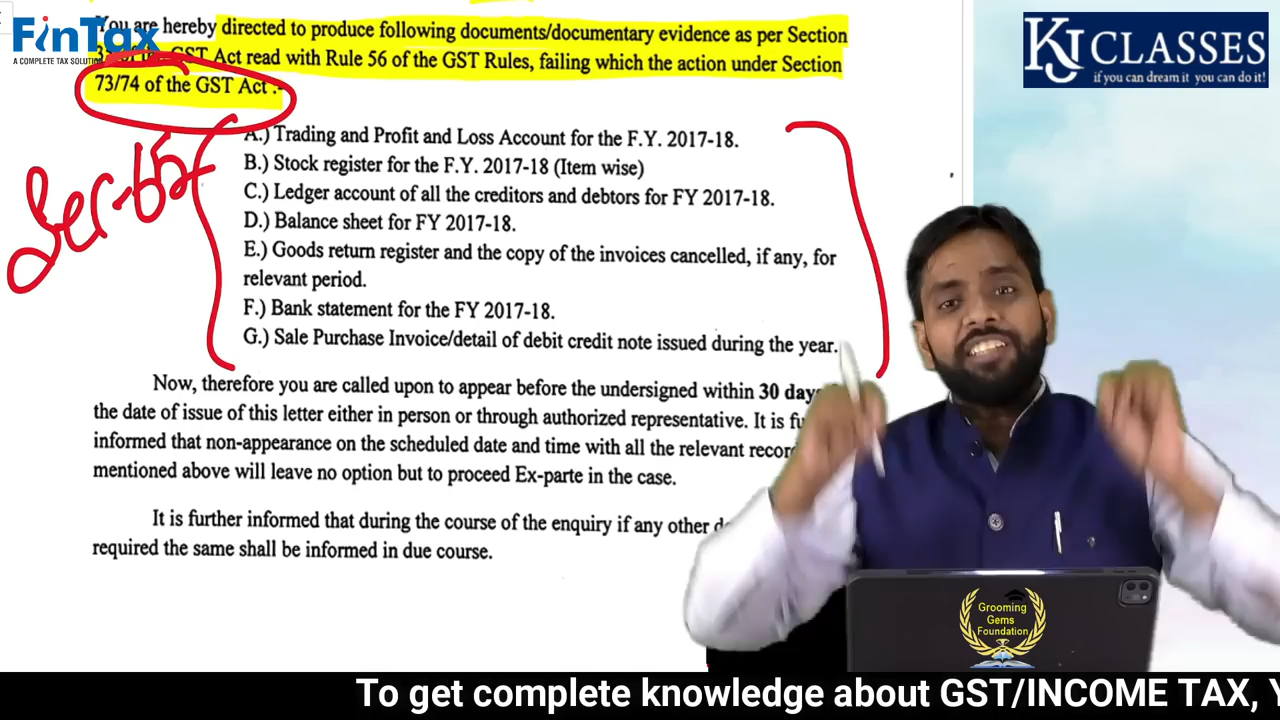 You are hereby directed to produce following documents/documentary evidence as per Section
GST Act read with Rule 56 of the GST Rules, failing which the action under Section
73/74 of the GST Act :-
A.) Trading and Profit and Loss Account for the F.Y. 2017-18.
B.) Stock register for the F.Y. 2017-18 (Item wise)
C.) Ledger account of all the creditors and debtors for FY 2017-18.
D.) Balance sheet for FY 2017-18.
E.) Goods return register and the copy of the invoices cancelled, if any, for
relevant period.
F.) Bank statement for the FY 2017-18.
G.) Sale Purchase Invoice/detail of debit credit note issued during the year.
Now, therefore you are called upon to appear before the undersigned within 30 day
the date of issue of this letter either in person or through authorized representative. It is fu
informed that non-appearance on the scheduled date and time with all the relevant recor
mentioned above will leave no option but to proceed Ex-parte in the case.
It is further informed that during the course of the enquiry if any other d
required the same shall be informed in due course.
Sec-65
FinTax
A COMPLETE TAX SOLUTION
KJ CLASSES
if you can dream it you can do it!
Grooming
Gems
Foundation
To get complete knowledge about GST/INCOME TAX, Y